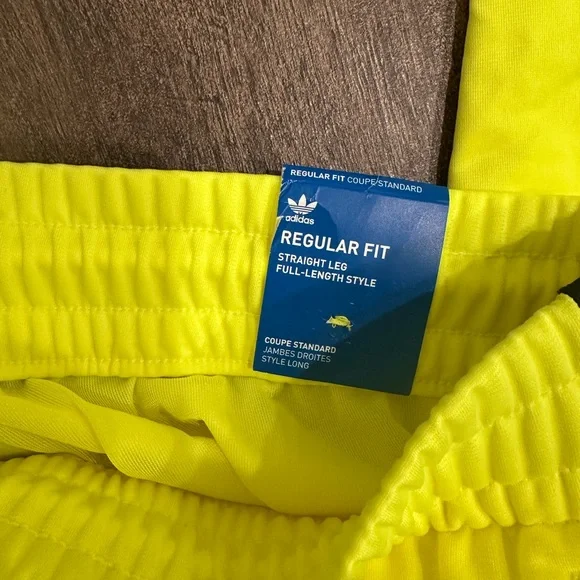 REGULAR FIT COUPE STANDARD
adidas
REGULAR FIT
STRAIGHT LEG
FULL-LENGTH STYLE
COUPE STANDARD
JAMBES DROITES
STYLE LONG